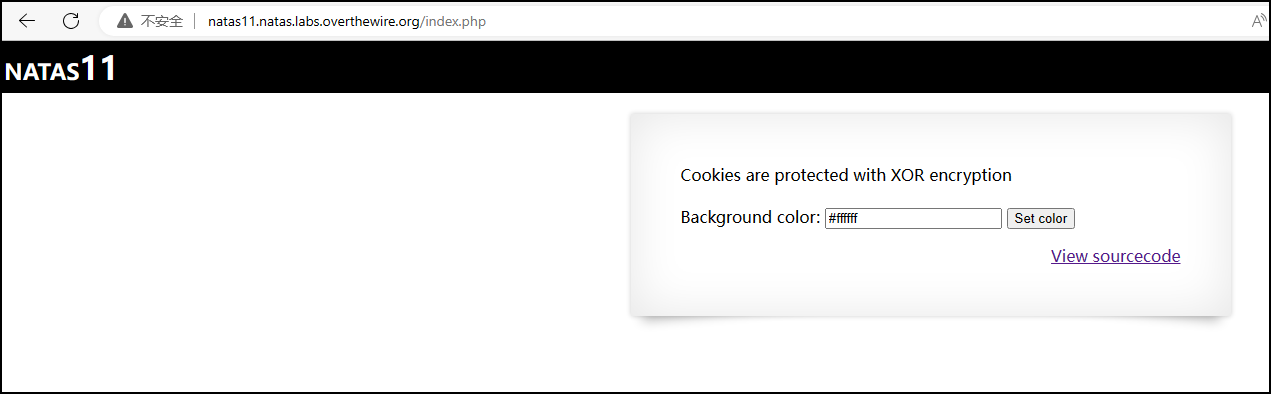 不安全 natas11.natas.labs.overthewire.org/index.php A
NATAS11
Cookies are protected with XOR encryption
Background color: #ffffff Set color
View sourcecode